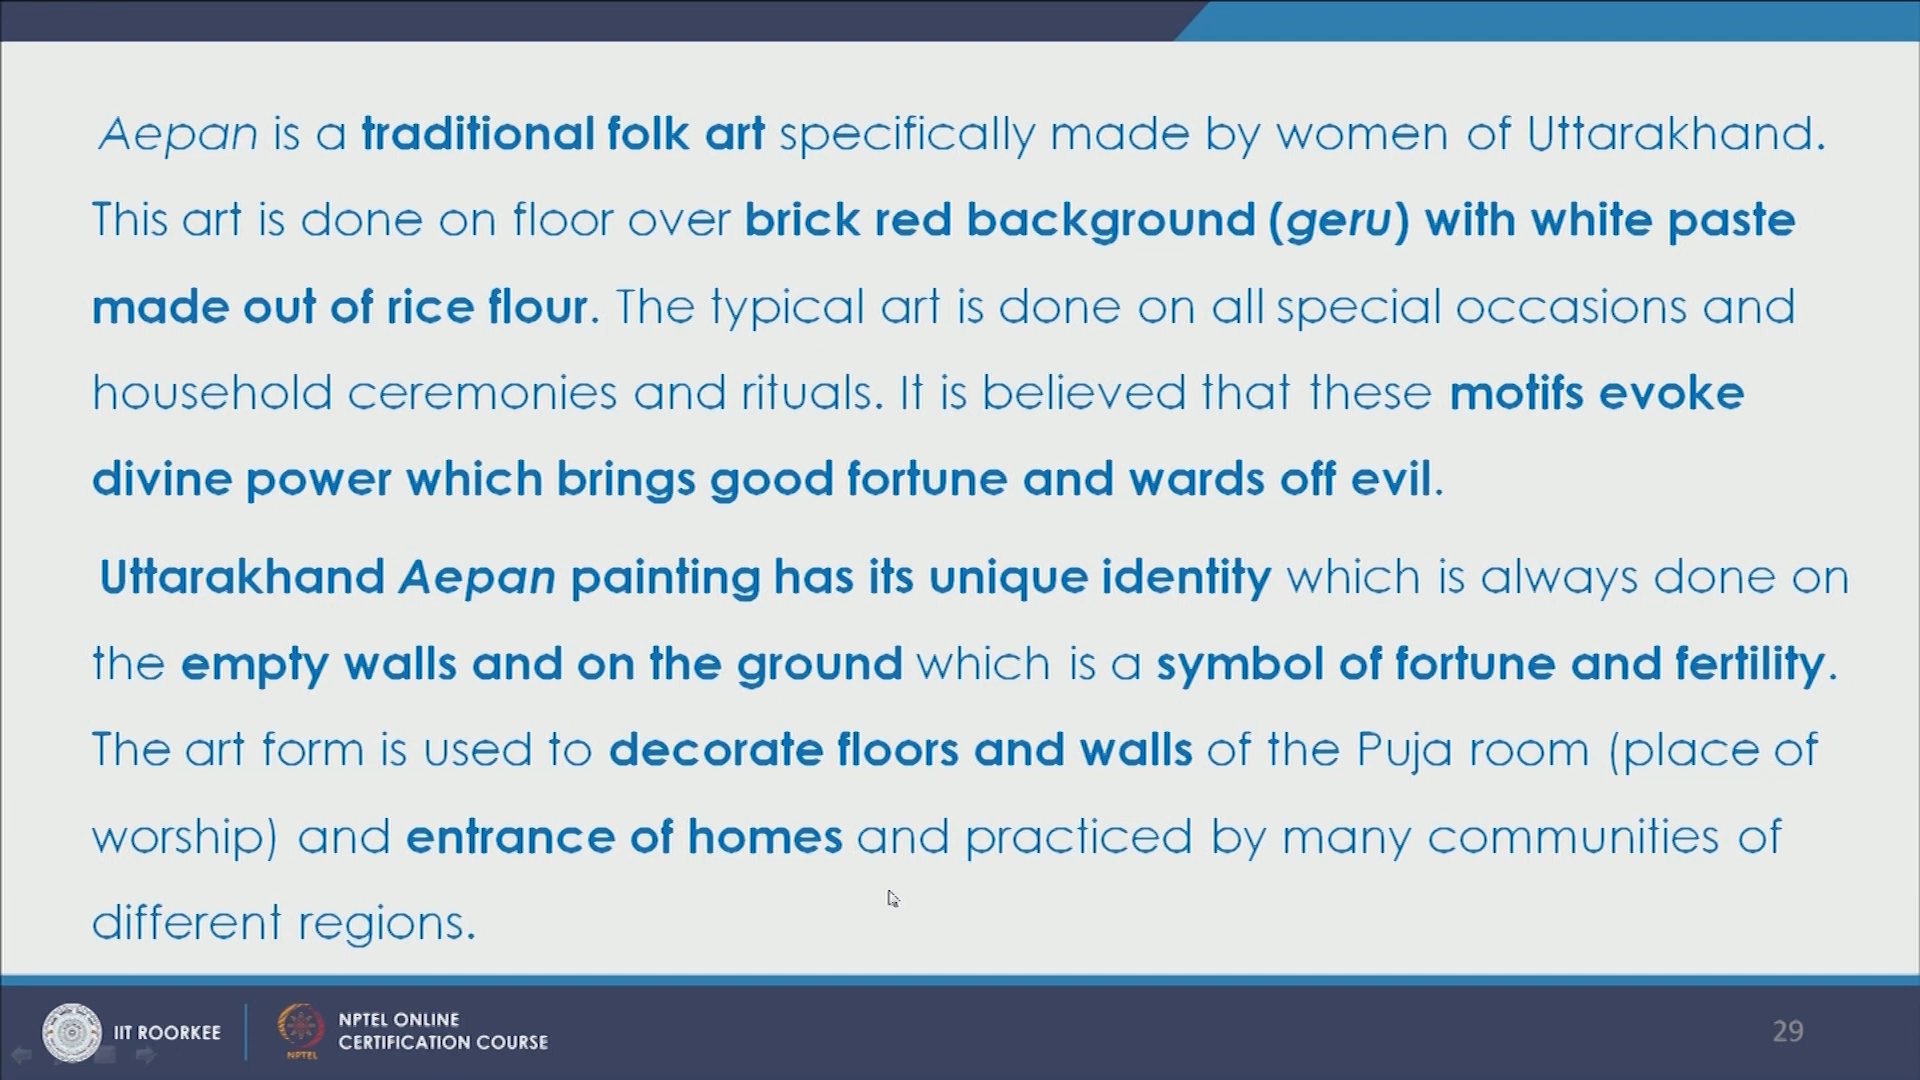 Aepan is a traditional folk art specifically made by women of Uttarakhand.
This art is done on floor over brick red background (geru) with white paste
made out of rice flour. The typical art is done on all special occasions and
household ceremonies and rituals. It is believed that these motifs evoke
divine power which brings good fortune and wards off evil.
Uttarakhand Aepan painting has its unique identity which is always done on
the empty walls and on the ground which is a symbol of fortune and fertility.
The art form is used to decorate floors and walls of the Puja room (place of
worship) and entrance of homes and practiced by many communities of
different regions.
IIT ROORKEE
NPTEL
NPTEL ONLINE
CERTIFICATION COURSE
29